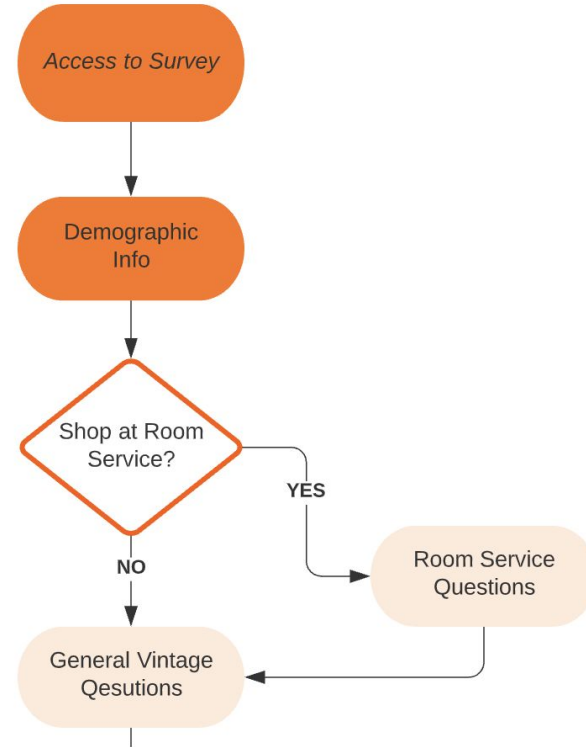 Access to Survey
Demographic
Info
Shop at Room
Service?
YES
NO
Room Service
Questions
General Vintage
Qesutions